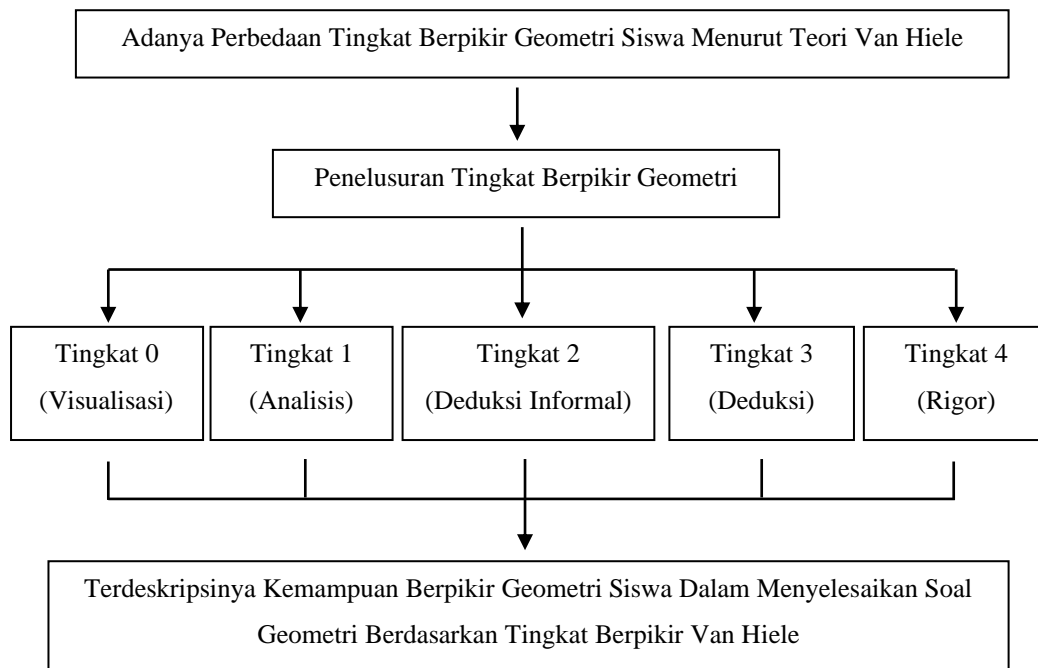 Adanya Perbedaan Tingkat Berpikir Geometri Siswa Menurut Teori Van Hiele
Penelusuran Tingkat Berpikir Geometri
Tingkat 0
(Visualisasi)
Tingkat 1
(Analisis)
Tingkat 2
(Deduksi Informal)
Tingkat 3
(Deduksi)
Tingkat 4
(Rigor)
Terdeskripsinya Kemampuan Berpikir Geometri Siswa Dalam Menyelesaikan Soal
Geometri Berdasarkan Tingkat Berpikir Van Hiele